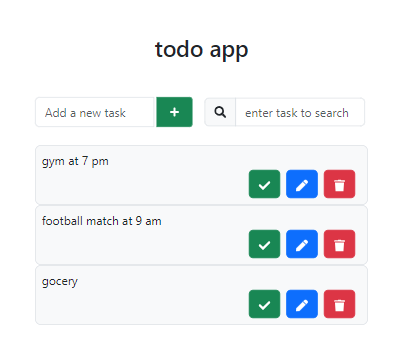 todo app
Add a new task
enter task to search
gym at 7 pm
football match at 9 am
gocery